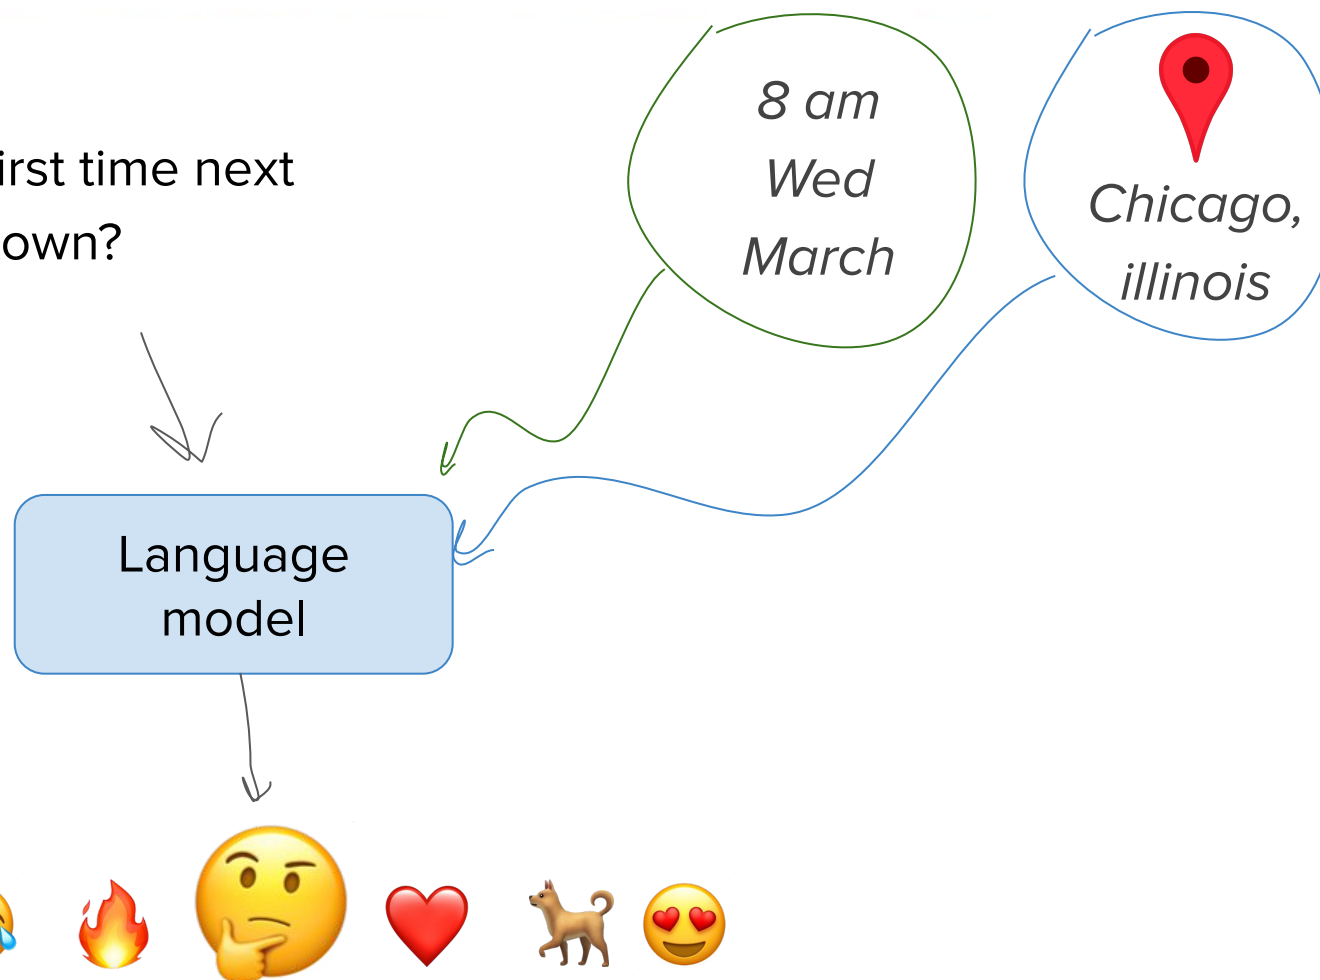 irst time next
own?
8 am
Wed
March
Chicago,
illinois
Language
model